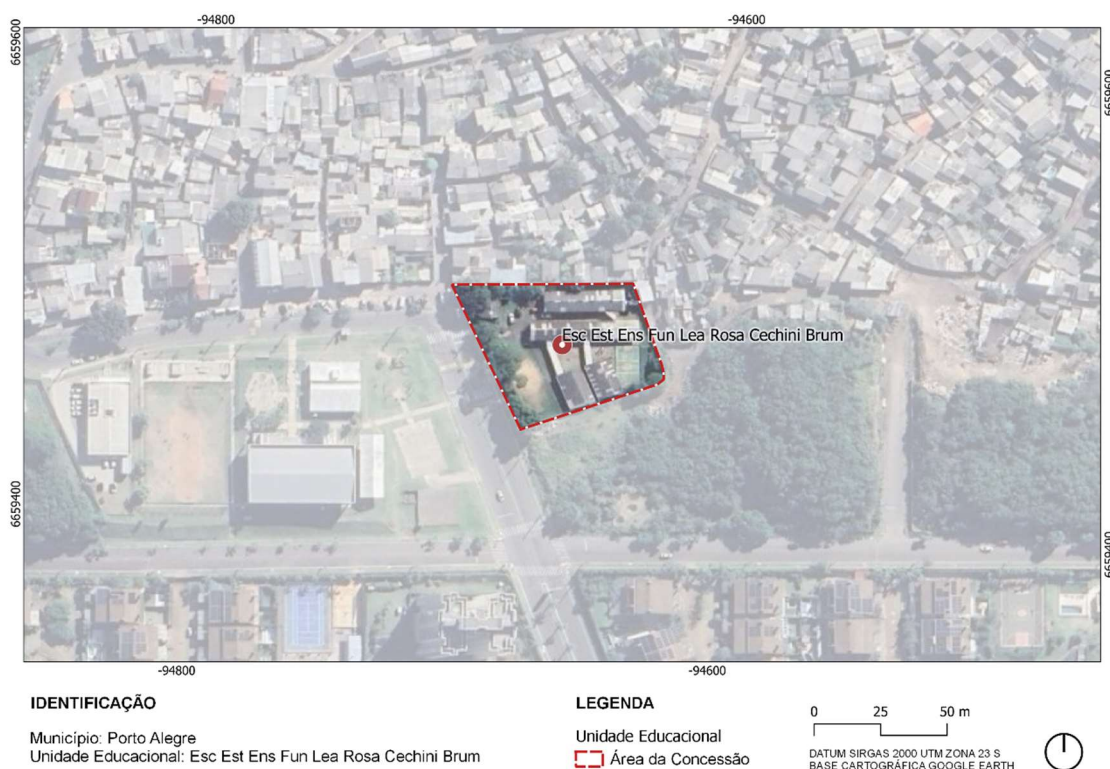 -94800
-94600
6659600
6659600
Esc Est Ens Fun Lea Rosa Cechini Brum
6659400
6659400
-94800
-94600
IDENTIFICAÇÃO
Município: Porto Alegre
Unidade Educacional: Esc Est Ens Fun Lea Rosa Cechini Brum
LEGENDA
Unidade Educacional
Área da Concessão
0 25 50 m
DATUM SIRGAS 2000 UTM ZONA 23 S
BASE CARTOGRÁFICA GOOGLE EARTH